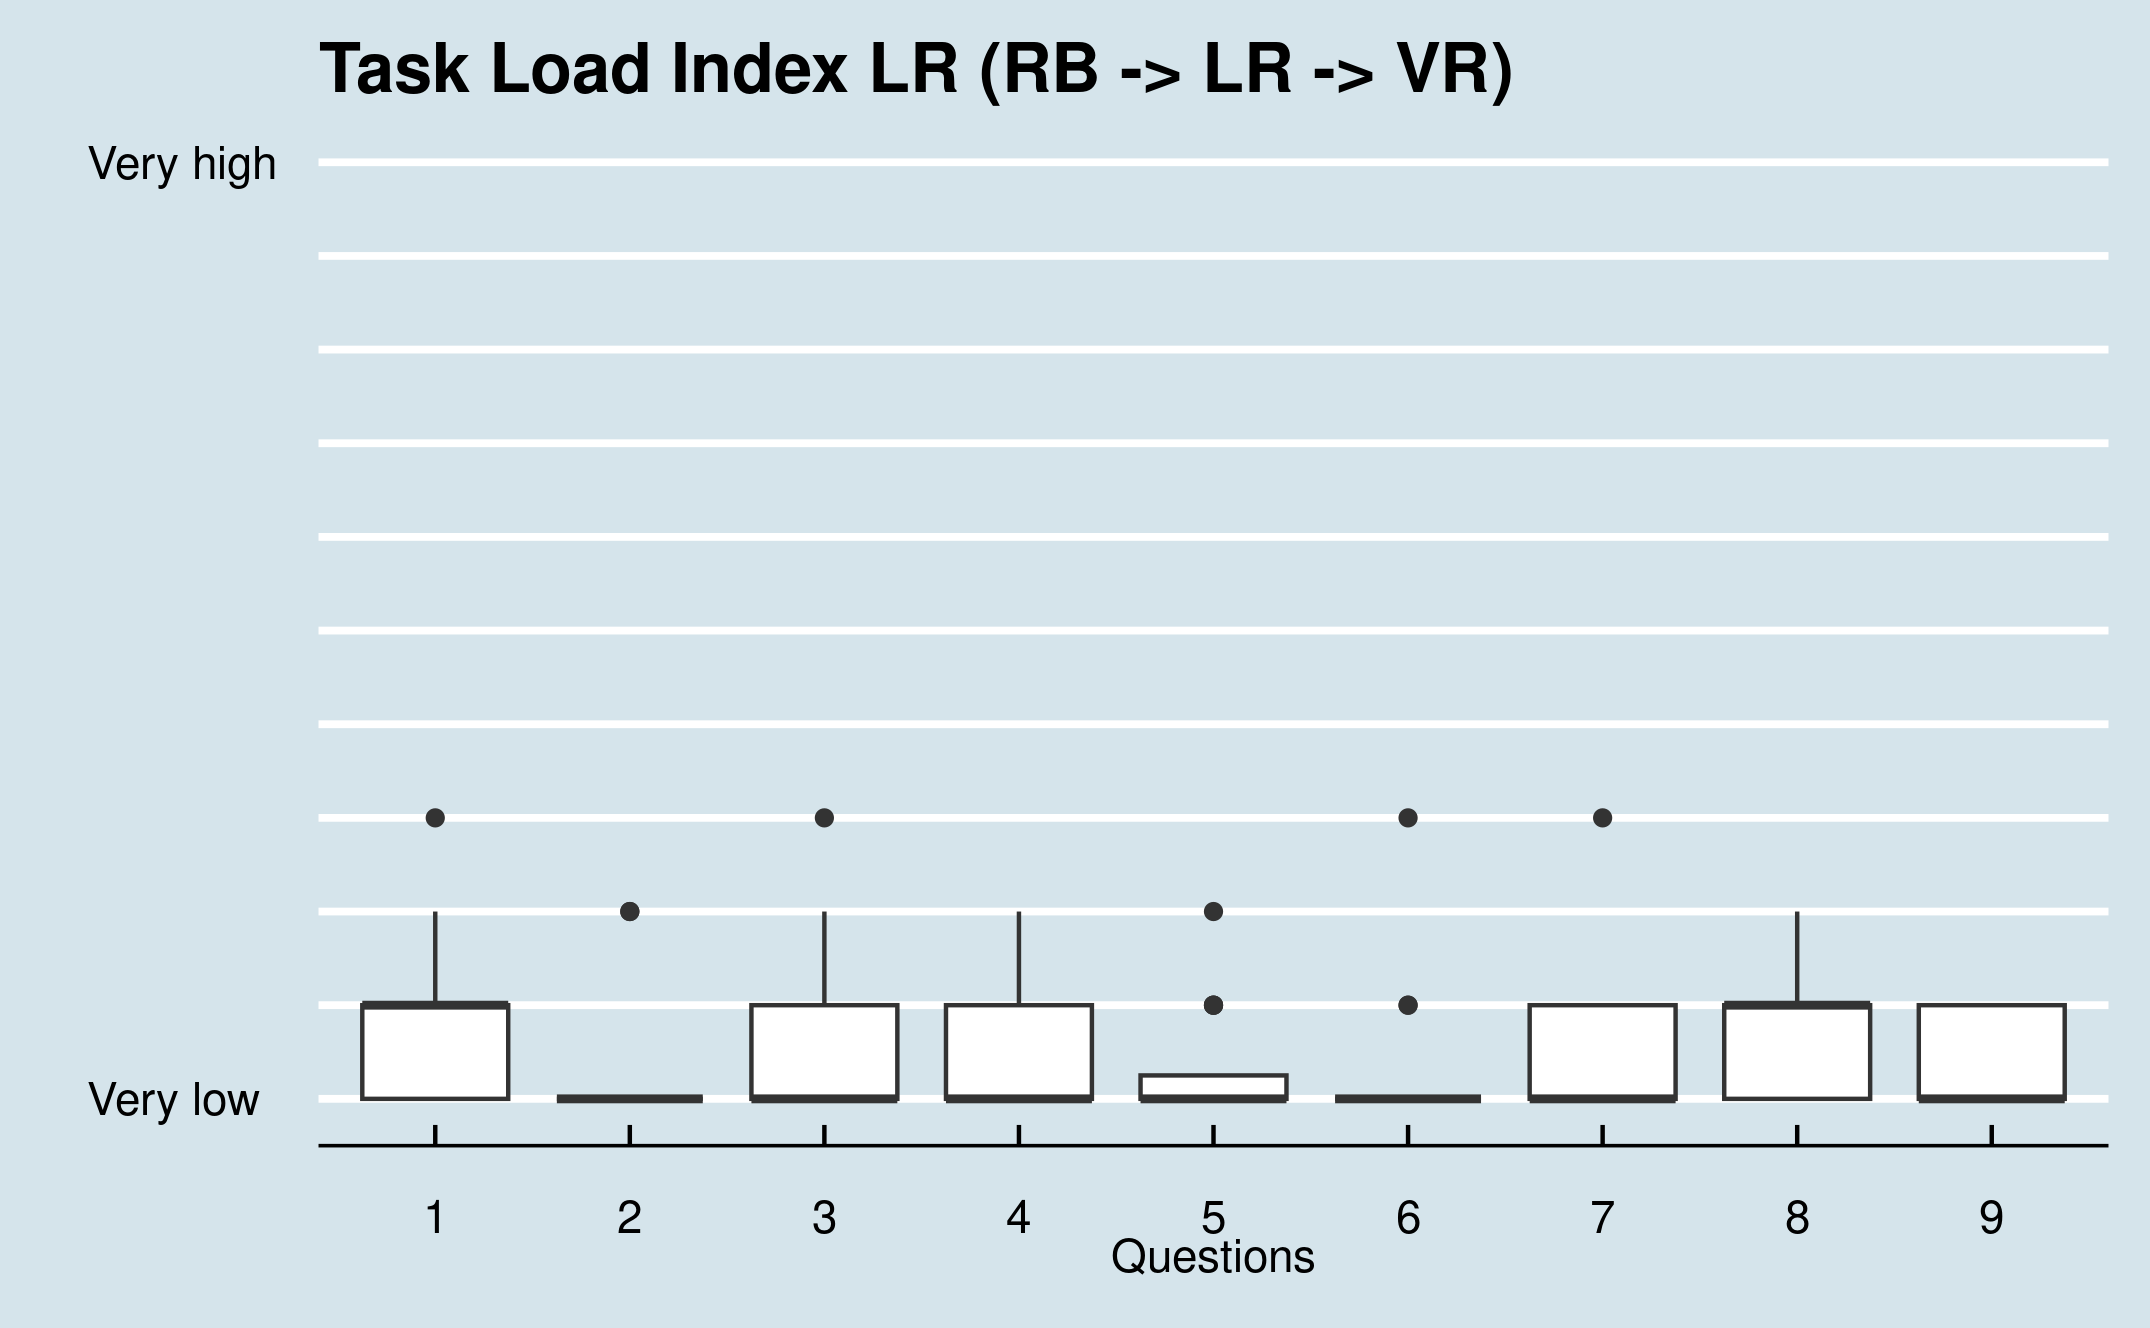 Task Load Index LR (RB -> LR -> VR)
Very high
Very low
1 2 3 4 5 6 7 8 9
Questions